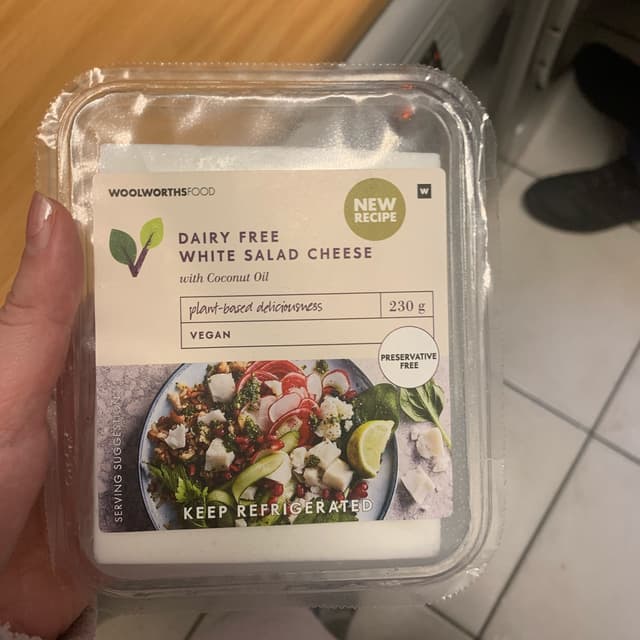 WOOLWORTHSFOOD
W
NEW
RECIPE
DAIRY FREE
WHITE SALAD CHEESE
with Coconut Oil
plant-based deliciousness
230 g
VEGAN
PRESERVATIVE
FREE
SERVING SUGGESTION
KEEP REFRIGERATED